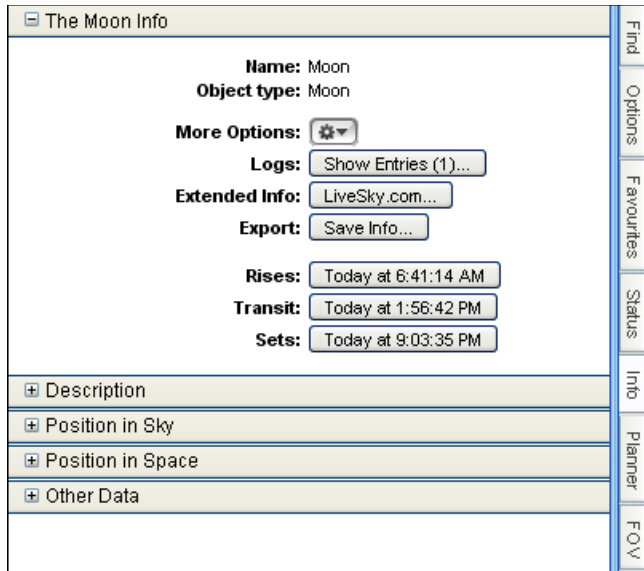 The Moon Info
Name: Moon
Object type: Moon
More Options:
Logs: Show Entries (1)...
Extended Info: LiveSky.com...
Export: Save Info...
Rises: Today at 6:41:14 AM
Transit: Today at 1:56:42 PM
Sets: Today at 9:03:35 PM
Description
Position in Sky
Position in Space
Other Data
Find
Options
Favourites
Status
Info
Planner
FOV